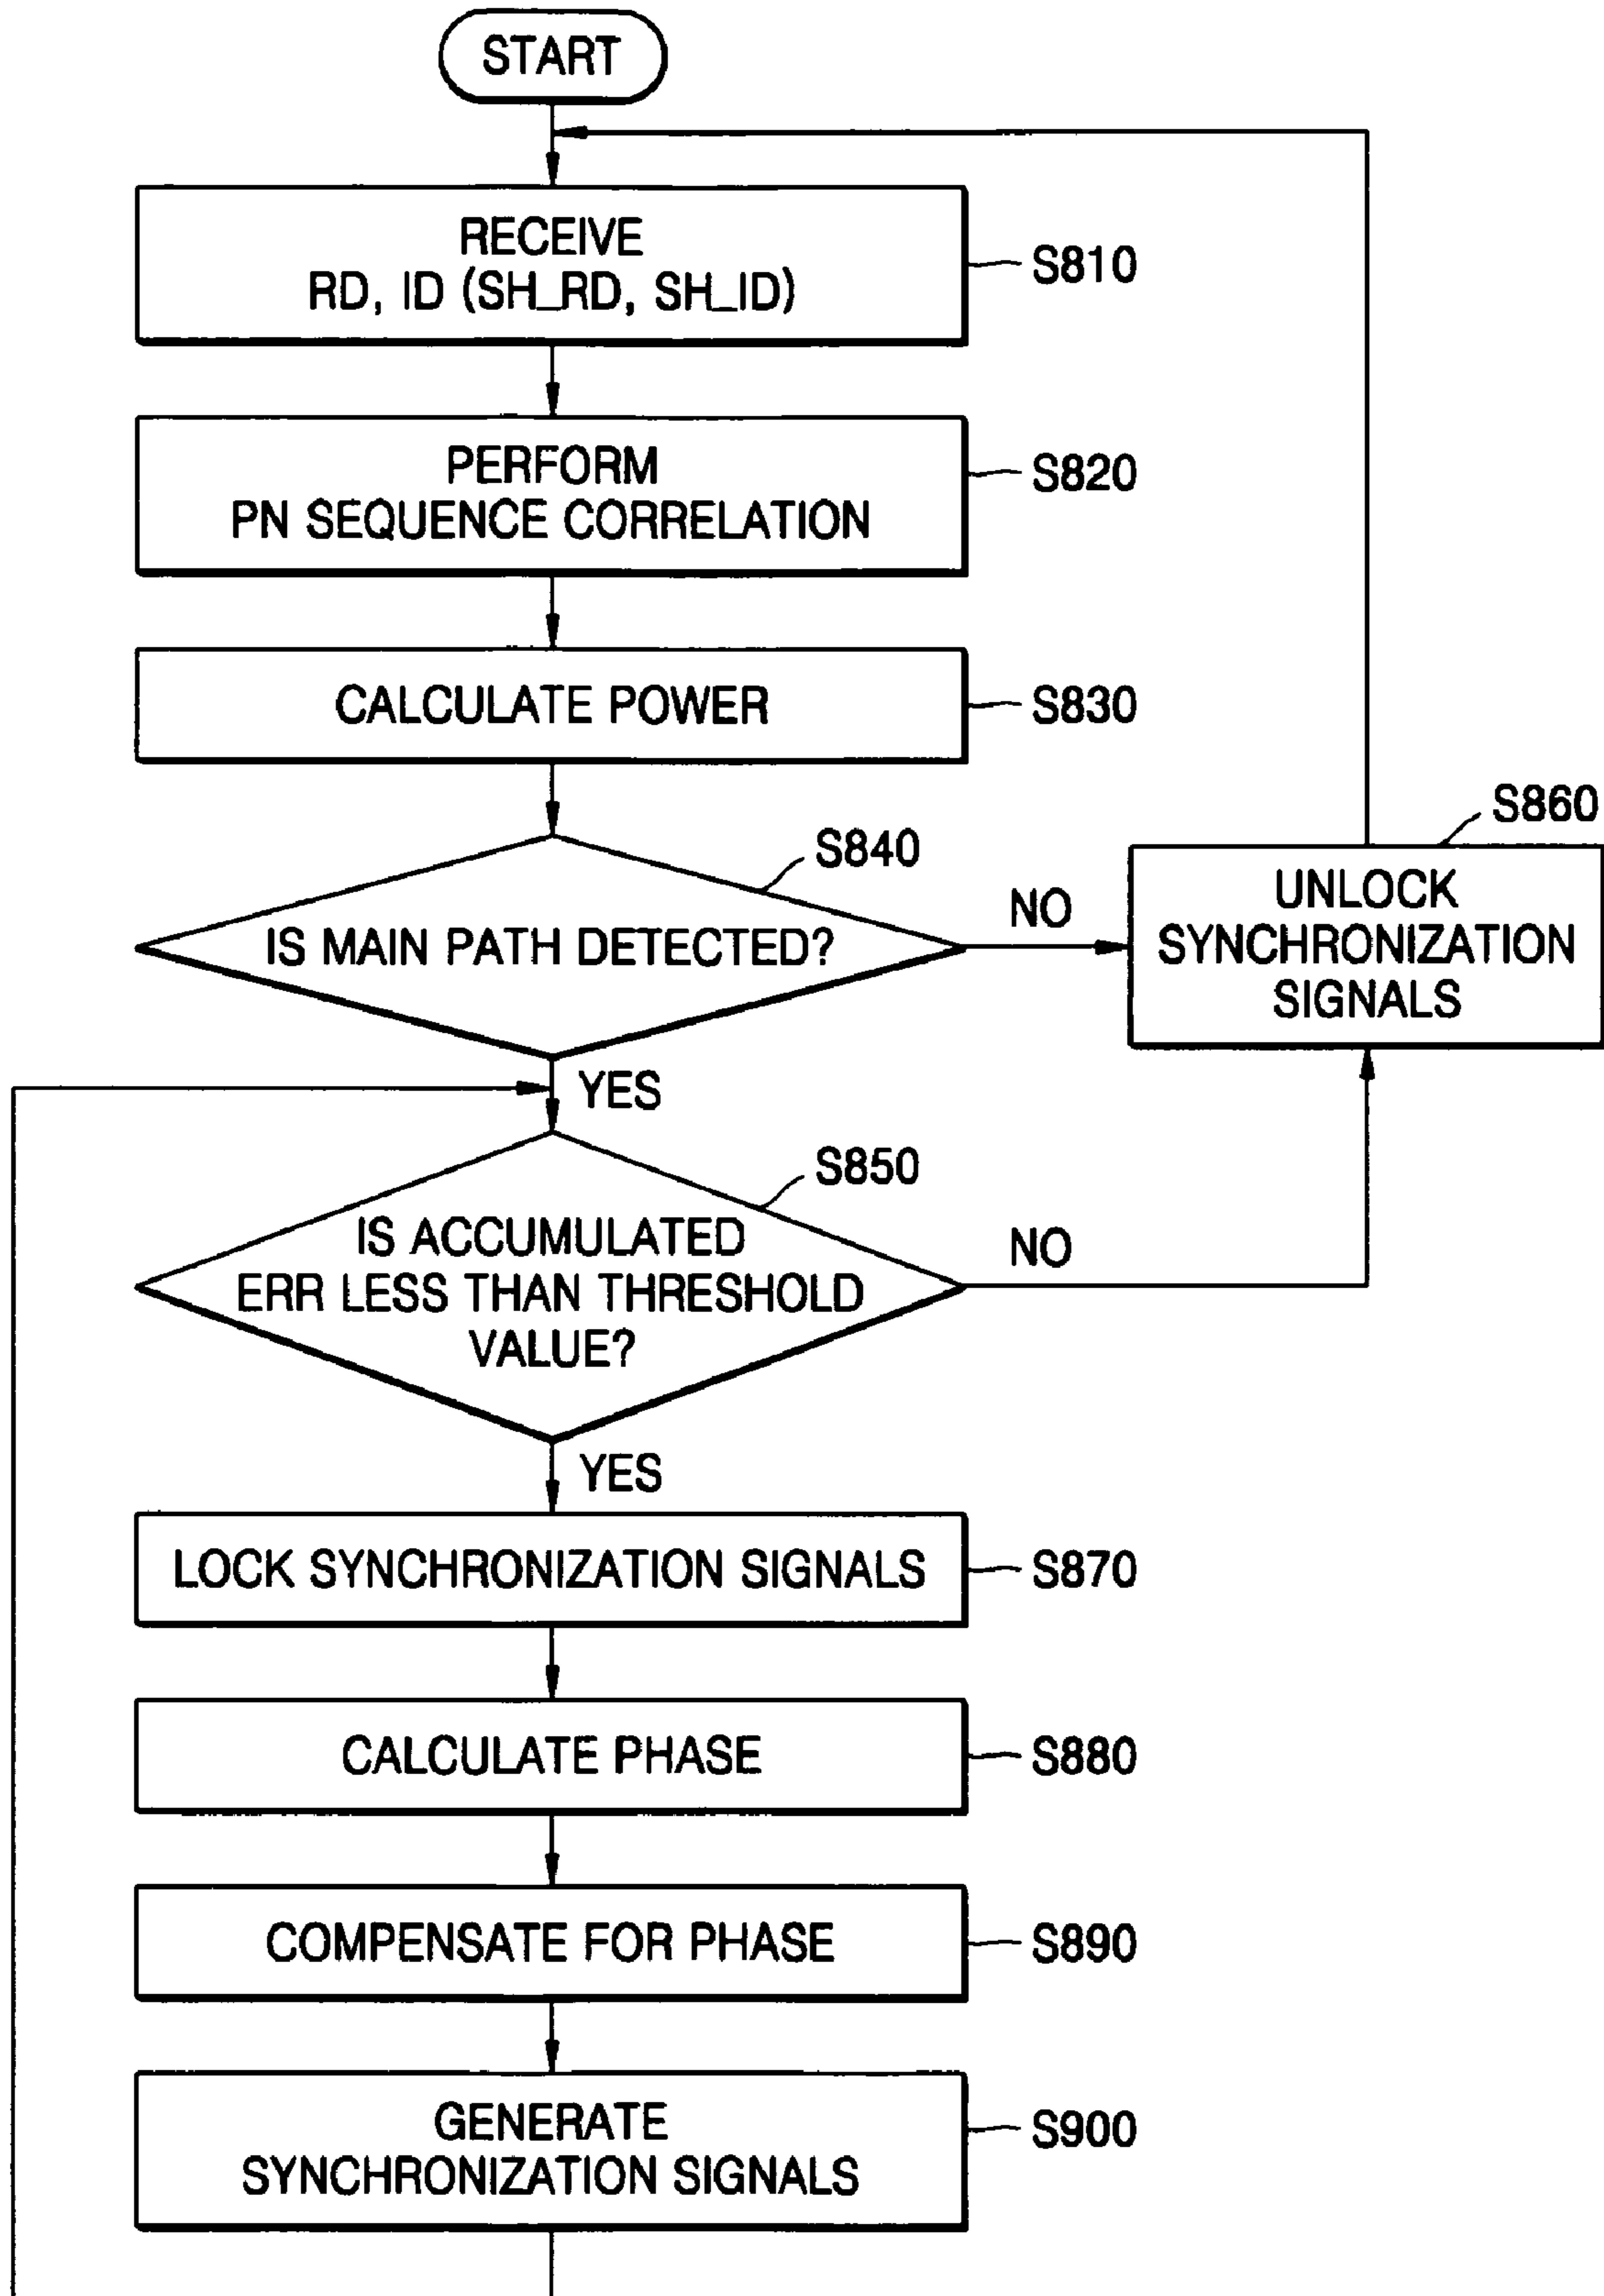 START
RECEIVE
RD, ID (SH_RD, SH_ID)
S810
PERFORM
PN SEQUENCE CORRELATION
S820
CALCULATE POWER
S830
S840
IS MAIN PATH DETECTED?
NO
S860
UNLOCK
SYNCHRONIZATION
SIGNALS
YES
S850
IS ACCUMULATED
ERR LESS THAN THRESHOLD
VALUE?
NO
YES
LOCK SYNCHRONIZATION SIGNALS
S870
CALCULATE PHASE
S880
COMPENSATE FOR PHASE
S890
GENERATE
SYNCHRONIZATION SIGNALS
S900